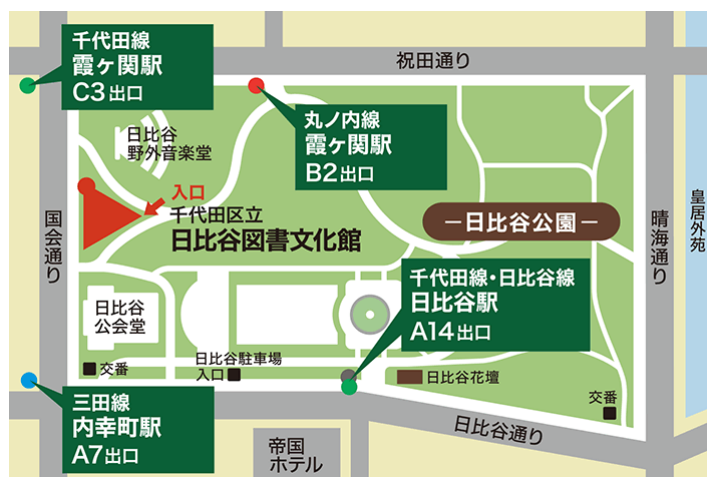 千代田線
霞ヶ関駅
C3出口
祝田通り
丸ノ内線
霞ヶ関駅
B2出口
日比谷
野外音楽堂
入口
千代田区立
日比谷図書文化館
－日比谷公園－
国会通り
晴海通り
皇居外苑
千代田線・日比谷線
日比谷駅
A14出口
日比谷
公会堂
交番
日比谷駐車場
入口
日比谷花壇
交番
三田線
内幸町駅
A7出口
日比谷通り
帝国
ホテル